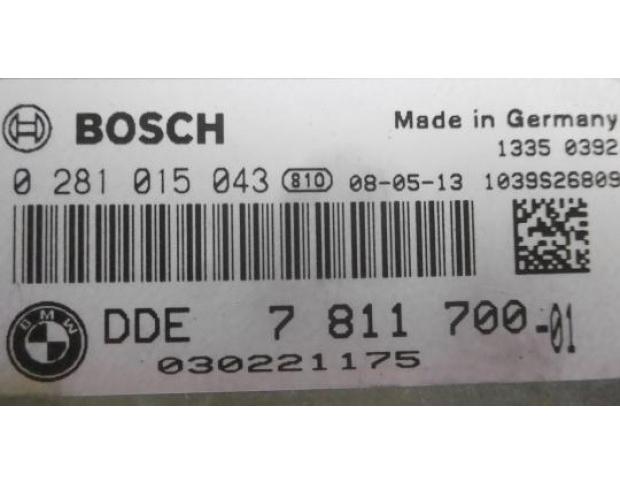 BOSCH Made in Germany
1335 0392
0 281 015 043 810 08-05-13 1039S26809
BMW DDE 7 811 700-01
030221175